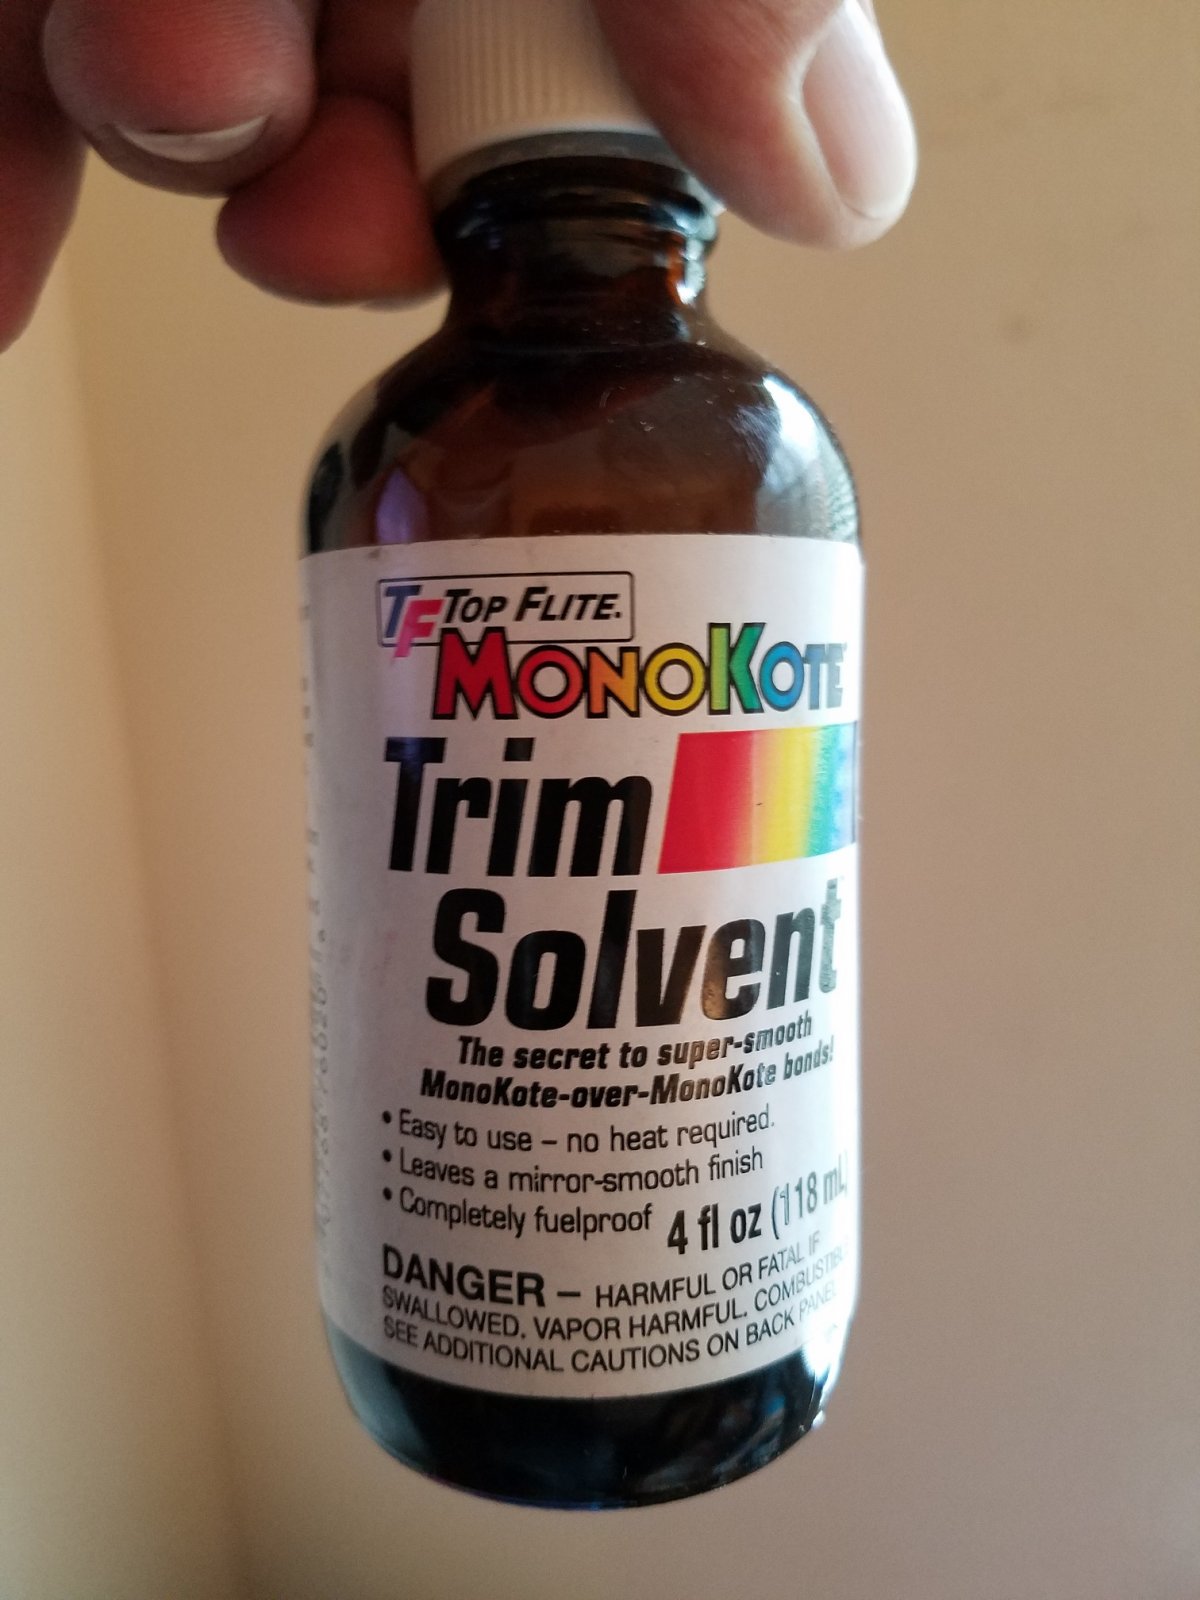 TF TOP FLITE.
MONOKOTE
Trim
Solvent
The secret to super-smooth
MonoKote-over-MonoKote bonds!
• Easy to use – no heat required.
• Leaves a mirror-smooth finish
• Completely fuelproof
4 fl oz (118 mL)
DANGER – HARMFUL OR FATAL IF
SWALLOWED. VAPOR HARMFUL. COMBUSTIBLE.
SEE ADDITIONAL CAUTIONS ON BACK PANEL